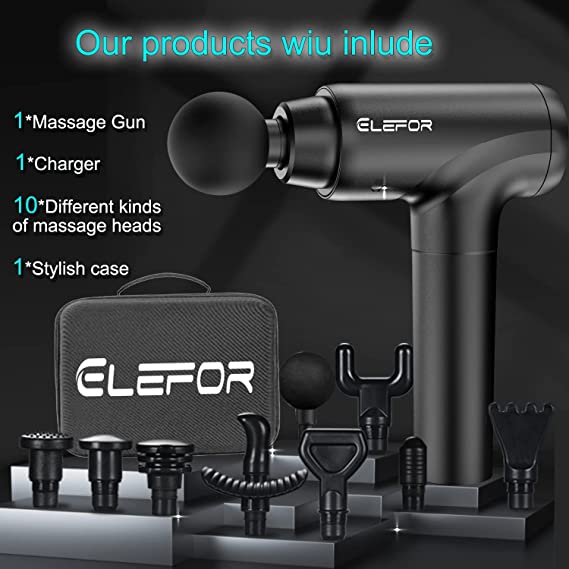 Our products wiu inlude
1*Massage Gun
1*Charger
10*Different kinds
of massage heads
1*Stylish case
ELEFOR
ELEFOR